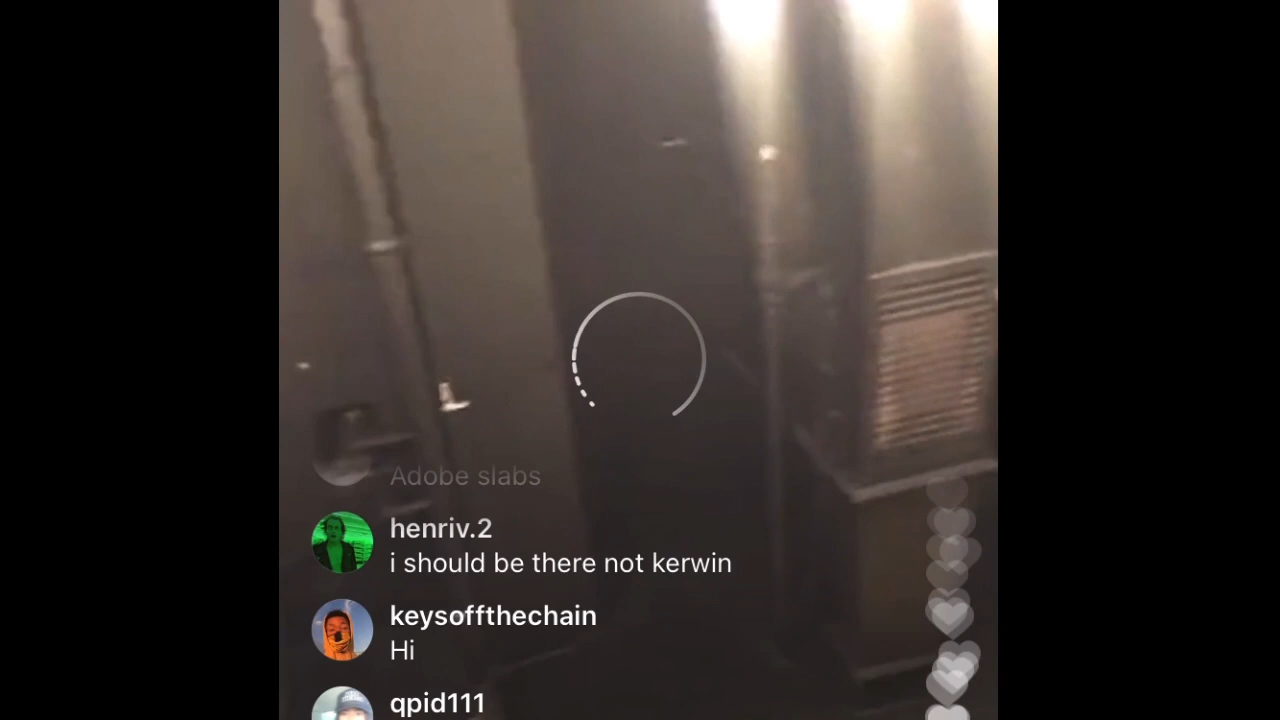 Adobe slabs
henriv.2
i should be there not kerwin
keysoffthechain
Hi
qpid111